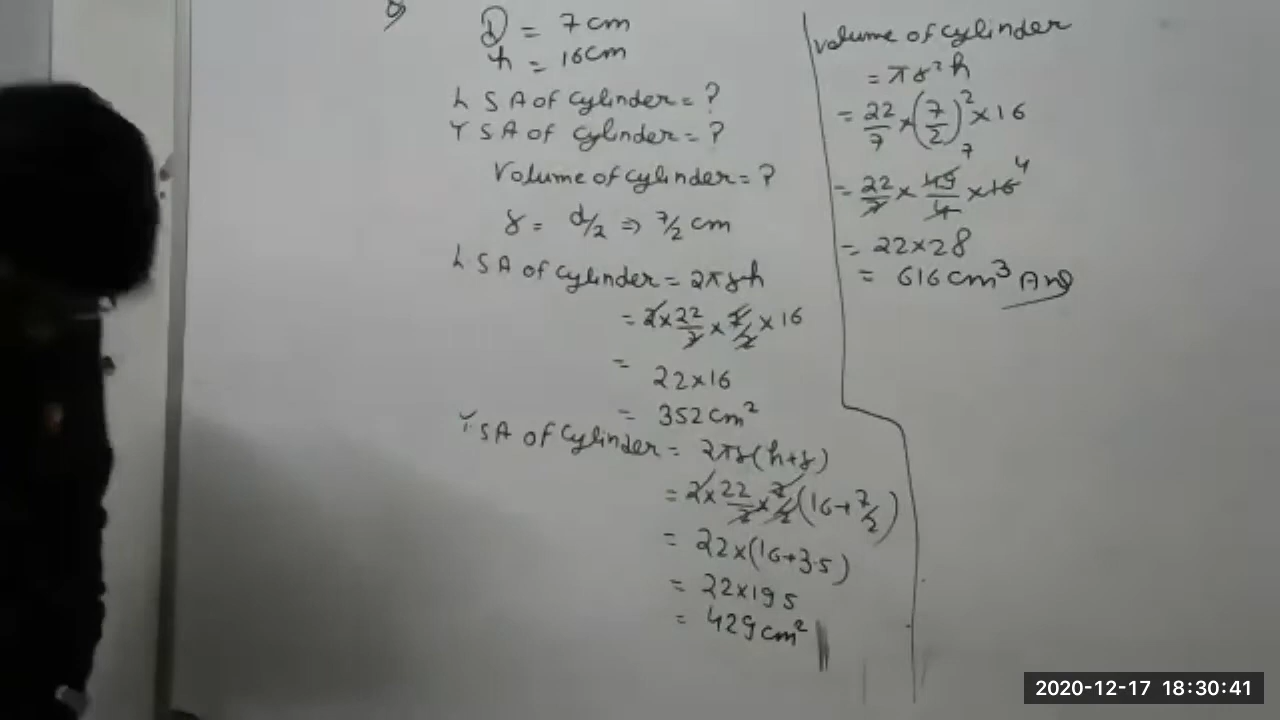 D = 7cm
h = 16cm
LSA of cylinder = ?
TSA of cylinder = ?
Volume of cylinder = ?
r = d/2 ⇒ 7/2 cm
LSA of cylinder = 2πrh
= 2×22/7×7/2×16
= 22×16
= 352cm²
TSA of cylinder = 2πr(h+r)
= 2×22/7×7/2(16+7/2)
= 22×(16+3.5)
= 22×19.5
= 429cm²
volume of cylinder
= πr²h
= 22/7×(7/2)²×16
= 22/7×49/4×16 7 4
= 22×28
= 616cm³ Ans
2020-12-17 18:30:41